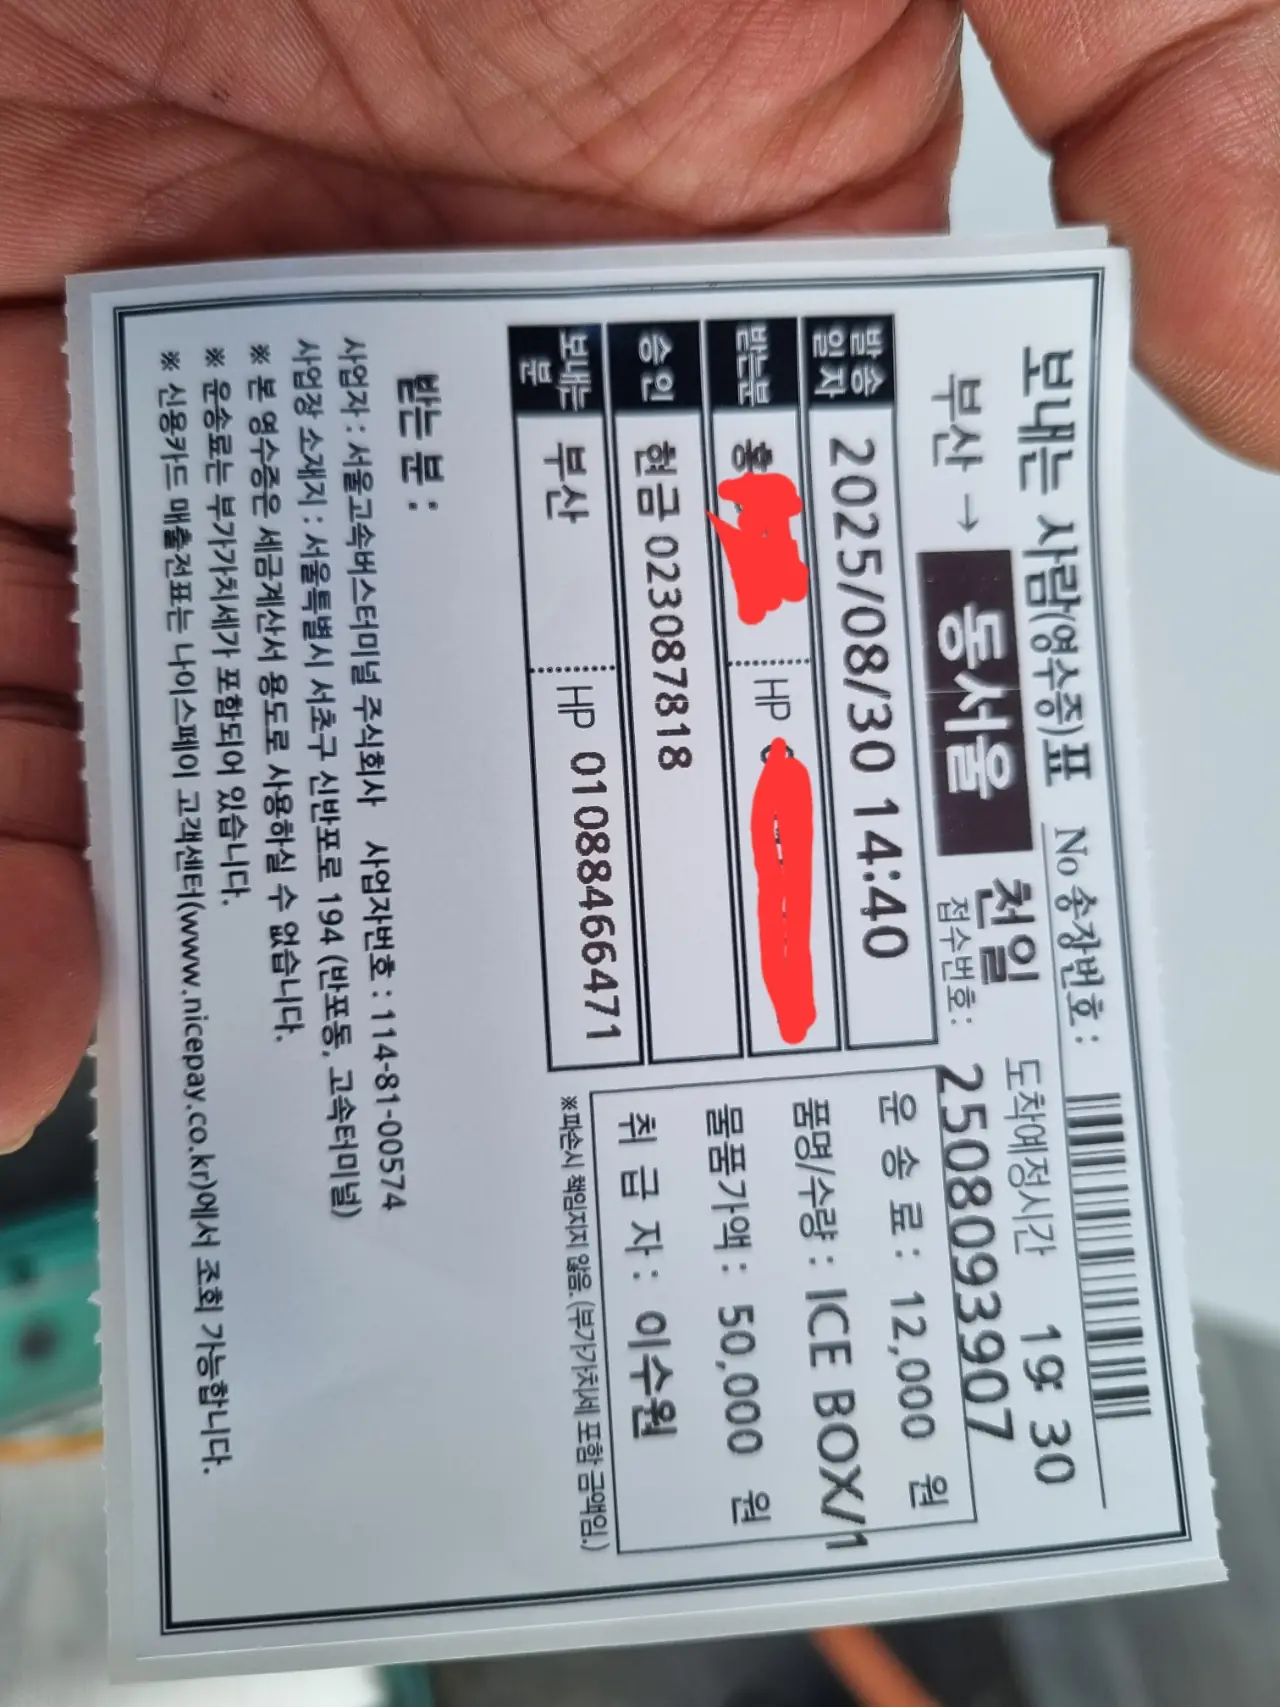 보내는 사람(영수증)표 No 송장번호 :
부산 → 동서울 천일 도착예정시간 19: 30
접수번호: 2508093907
발송일자 2025/08/30 14:40
받는분 홍 HP
승인 현금 023087818
보내는분 부산 HP 01088466471
운 송 료 : 12,000 원
품명/수량 : ICE BOX/1
물품가액 : 50,000 원
취 급 자 : 이수원
※파손시 책임지지 않음. (부가가치세 포함 금액임.)
받는 분 :
사업자 : 서울고속버스터미널 주식회사 사업자번호 : 114-81-00574
사업장 소재지 : 서울특별시 서초구 신반포로 194 (반포동, 고속터미널)
※ 본 영수증은 세금계산서 용도로 사용하실 수 없습니다.
※ 운송료는 부가가치세가 포함되어 있습니다.
※ 신용카드 매출전표는 나이스페이 고객센터(www.nicepay.co.kr)에서 조회 가능합니다.